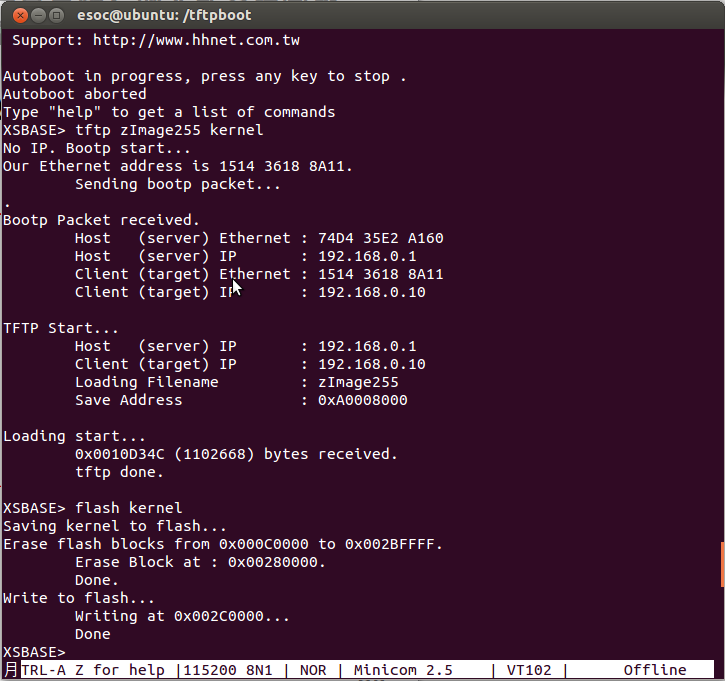 esoc@ubuntu: /tftpboot
Support: http://www.hhnet.com.tw
Autoboot in progress, press any key to stop .
Autoboot aborted
Type "help" to get a list of commands
XSBASE> tftp zImage255 kernel
No IP. Bootp start...
Our Ethernet address is 1514 3618 8A11.
Sending bootp packet...
.
Bootp Packet received.
Host   (server) Ethernet : 74D4 35E2 A160
Host   (server) IP       : 192.168.0.1
Client (target) Ethernet : 1514 3618 8A11
Client (target) IP       : 192.168.0.10
TFTP Start...
Host   (server) IP       : 192.168.0.1
Client (target) IP       : 192.168.0.10
Loading Filename         : zImage255
Save Address             : 0xA0008000
Loading start...
0x0010D34C (1102668) bytes received.
tftp done.
XSBASE> flash kernel
Saving kernel to flash...
Erase flash blocks from 0x000C0000 to 0x002BFFFF.
Erase Block at : 0x00280000.
Done.
Write to flash...
Writing at 0x002C0000...
Done
XSBASE>
月TRL-A Z for help |115200 8N1 | NOR | Minicom 2.5    | VT102 |      Offline